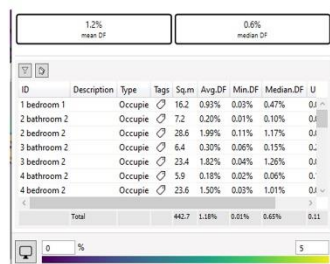 1.2%
mean DF
0.6%
median DF
ID Description Type Tags Sq.m Avg.DF Min.DF Median.DF U
1 bedroom 1 Occupie 16.2 0.93% 0.03% 0.47%
2 bathroom 2 Occupie 7.2 0.20% 0.01% 0.10%
2 bedroom 2 Occupie 28.6 1.99% 0.11% 1.17%
3 bathroom 2 Occupie 6.4 0.30% 0.06% 0.15%
3 bedroom 2 Occupie 23.4 1.82% 0.04% 1.26%
4 bathroom 2 Occupie 5.9 0.18% 0.02% 0.06%
4 bedroom 2 Occupie 23.6 1.50% 0.03% 1.01%
Total 442.7 1.18% 0.01% 0.65% 0.11
0 % 5